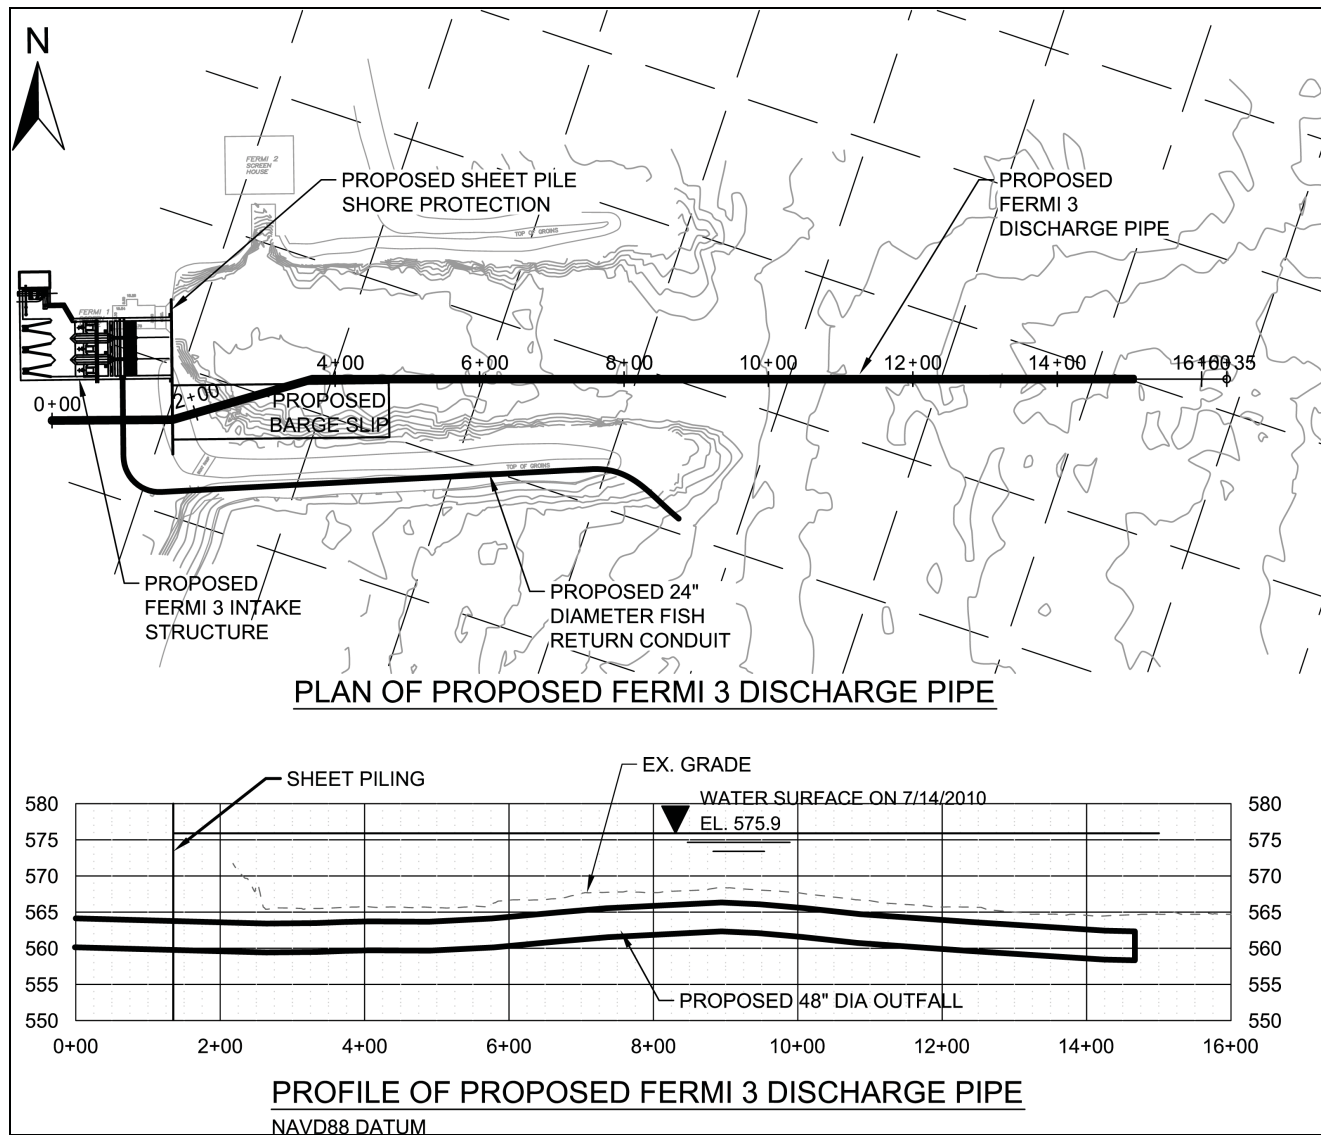 N
FERMI 2
SCREEN
HOUSE
PROPOSED SHEET PILE
SHORE PROTECTION
PROPOSED
FERMI 3
DISCHARGE PIPE
TOP OF GROINS
FERMI 1
0+00
2+00
4+00
6+00
8+00
10+00
12+00
14+00
PROPOSED
BARGE SLIP
TOP OF GROINS
PROPOSED
FERMI 3 INTAKE
STRUCTURE
PROPOSED 24"
DIAMETER FISH
RETURN CONDUIT
PLAN OF PROPOSED FERMI 3 DISCHARGE PIPE
SHEET PILING
EX. GRADE
WATER SURFACE ON 7/14/2010
EL. 575.9
580 580
575 575
570 570
565 565
560 560
555 555
550 550
PROPOSED 48" DIA OUTFALL
0+00 2+00 4+00 6+00 8+00 10+00 12+00 14+00 16+00
PROFILE OF PROPOSED FERMI 3 DISCHARGE PIPE
NAVD88 DATUM